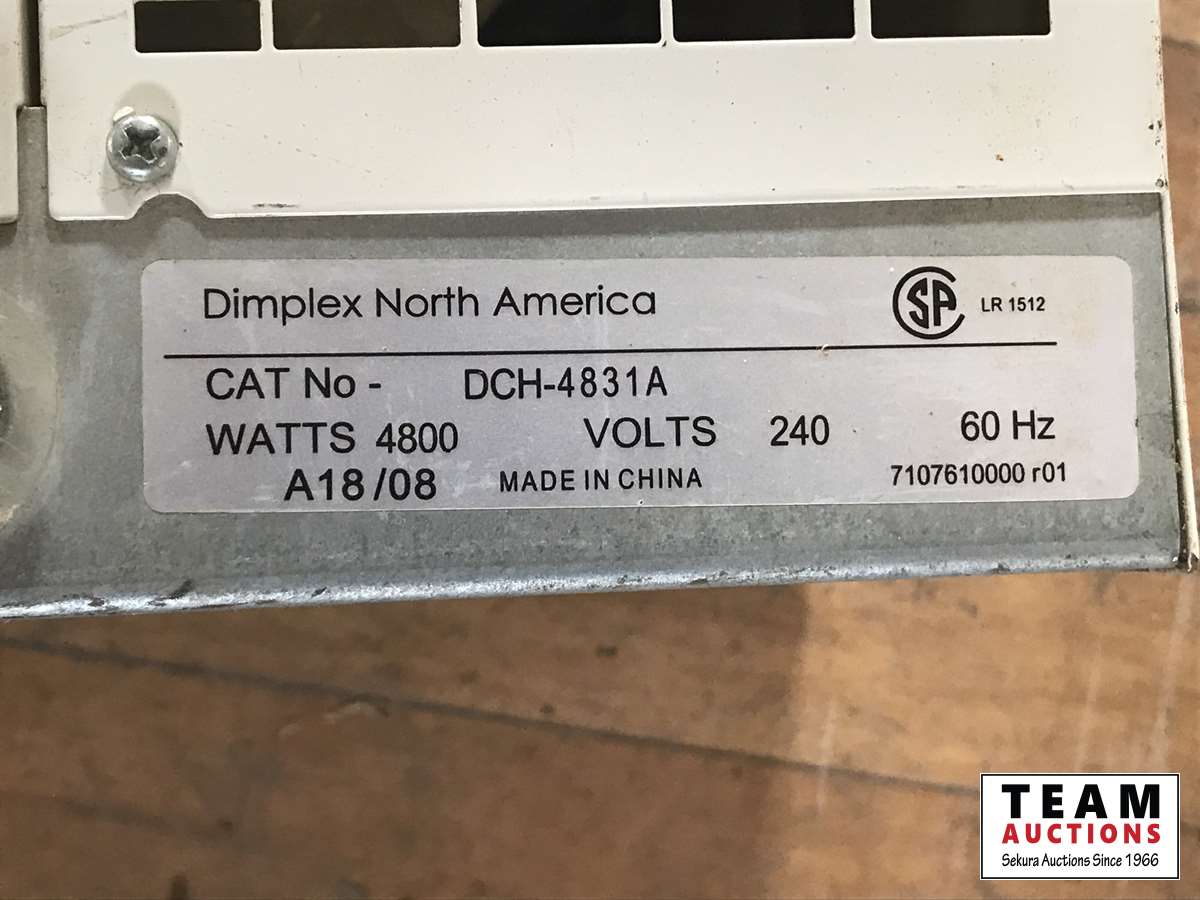 Dimplex North America
SA LR 1512
CAT No - DCH-4831A
WATTS 4800 VOLTS 240 60 Hz
A18/08 MADE IN CHINA 7107610000 r01
TEAM
AUCTIONS
Sekura Auctions Since 1966